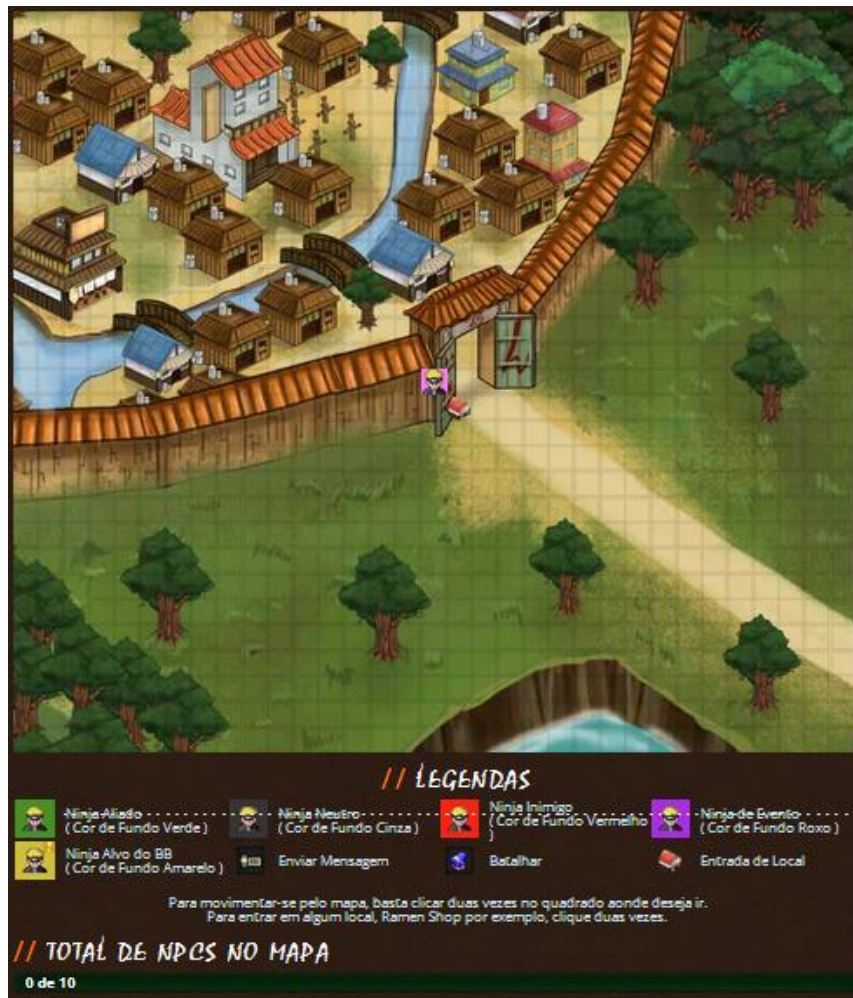 // LEGENDAS
Ninja Aliado
( Cor de Fundo Verde )
Ninja Neutro
( Cor de Fundo Cinza )
Ninja Inimigo
( Cor de Fundo Vermelho
)
Ninja de Evento
( Cor de Fundo Roxo )
Ninja Alvo do BB
( Cor de Fundo Amarelo )
Enviar Mensagem
Batalhar
Entrada de Local
Para movimentar-se pelo mapa, basta clicar duas vezes no quadrado aonde deseja ir.
Para entrar em algum local, Ramen Shop por exemplo, clique duas vezes.
// TOTAL DE NPCS NO MAPA
0 de 10